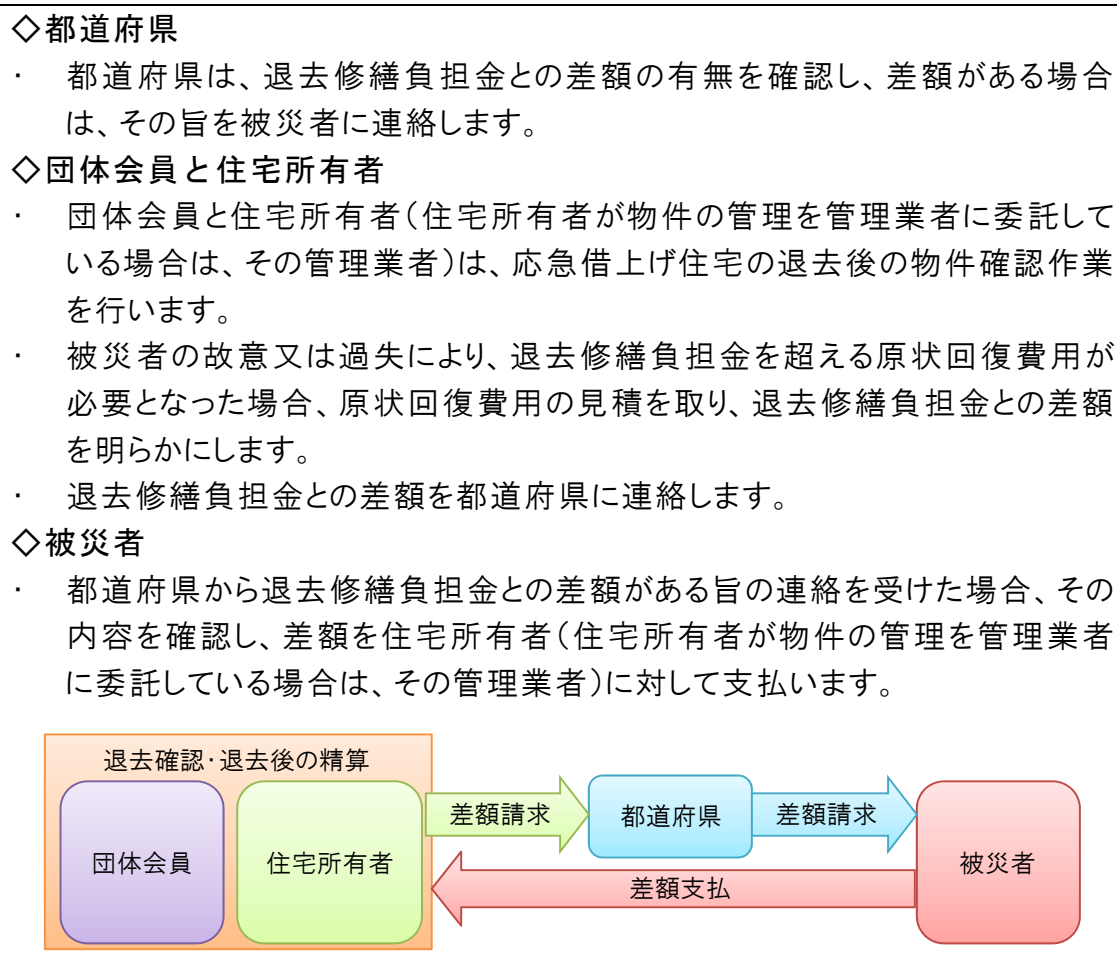 ◇都道府県
・ 都道府県は、退去修繕負担金との差額の有無を確認し、差額がある場合
は、その旨を被災者に連絡します。
◇団体会員と住宅所有者
・ 団体会員と住宅所有者（住宅所有者が物件の管理を管理業者に委託して
いる場合は、その管理業者）は、応急借上げ住宅の退去後の物件確認作業
を行います。
・ 被災者の故意又は過失により、退去修繕負担金を超える原状回復費用が
必要となった場合、原状回復費用の見積を取り、退去修繕負担金との差額
を明らかにします。
・ 退去修繕負担金との差額を都道府県に連絡します。
◇被災者
・ 都道府県から退去修繕負担金との差額がある旨の連絡を受けた場合、その
内容を確認し、差額を住宅所有者（住宅所有者が物件の管理を管理業者
に委託している場合は、その管理業者）に対して支払います。
退去確認・退去後の精算
団体会員
住宅所有者
差額請求
都道府県
差額請求
被災者
差額支払